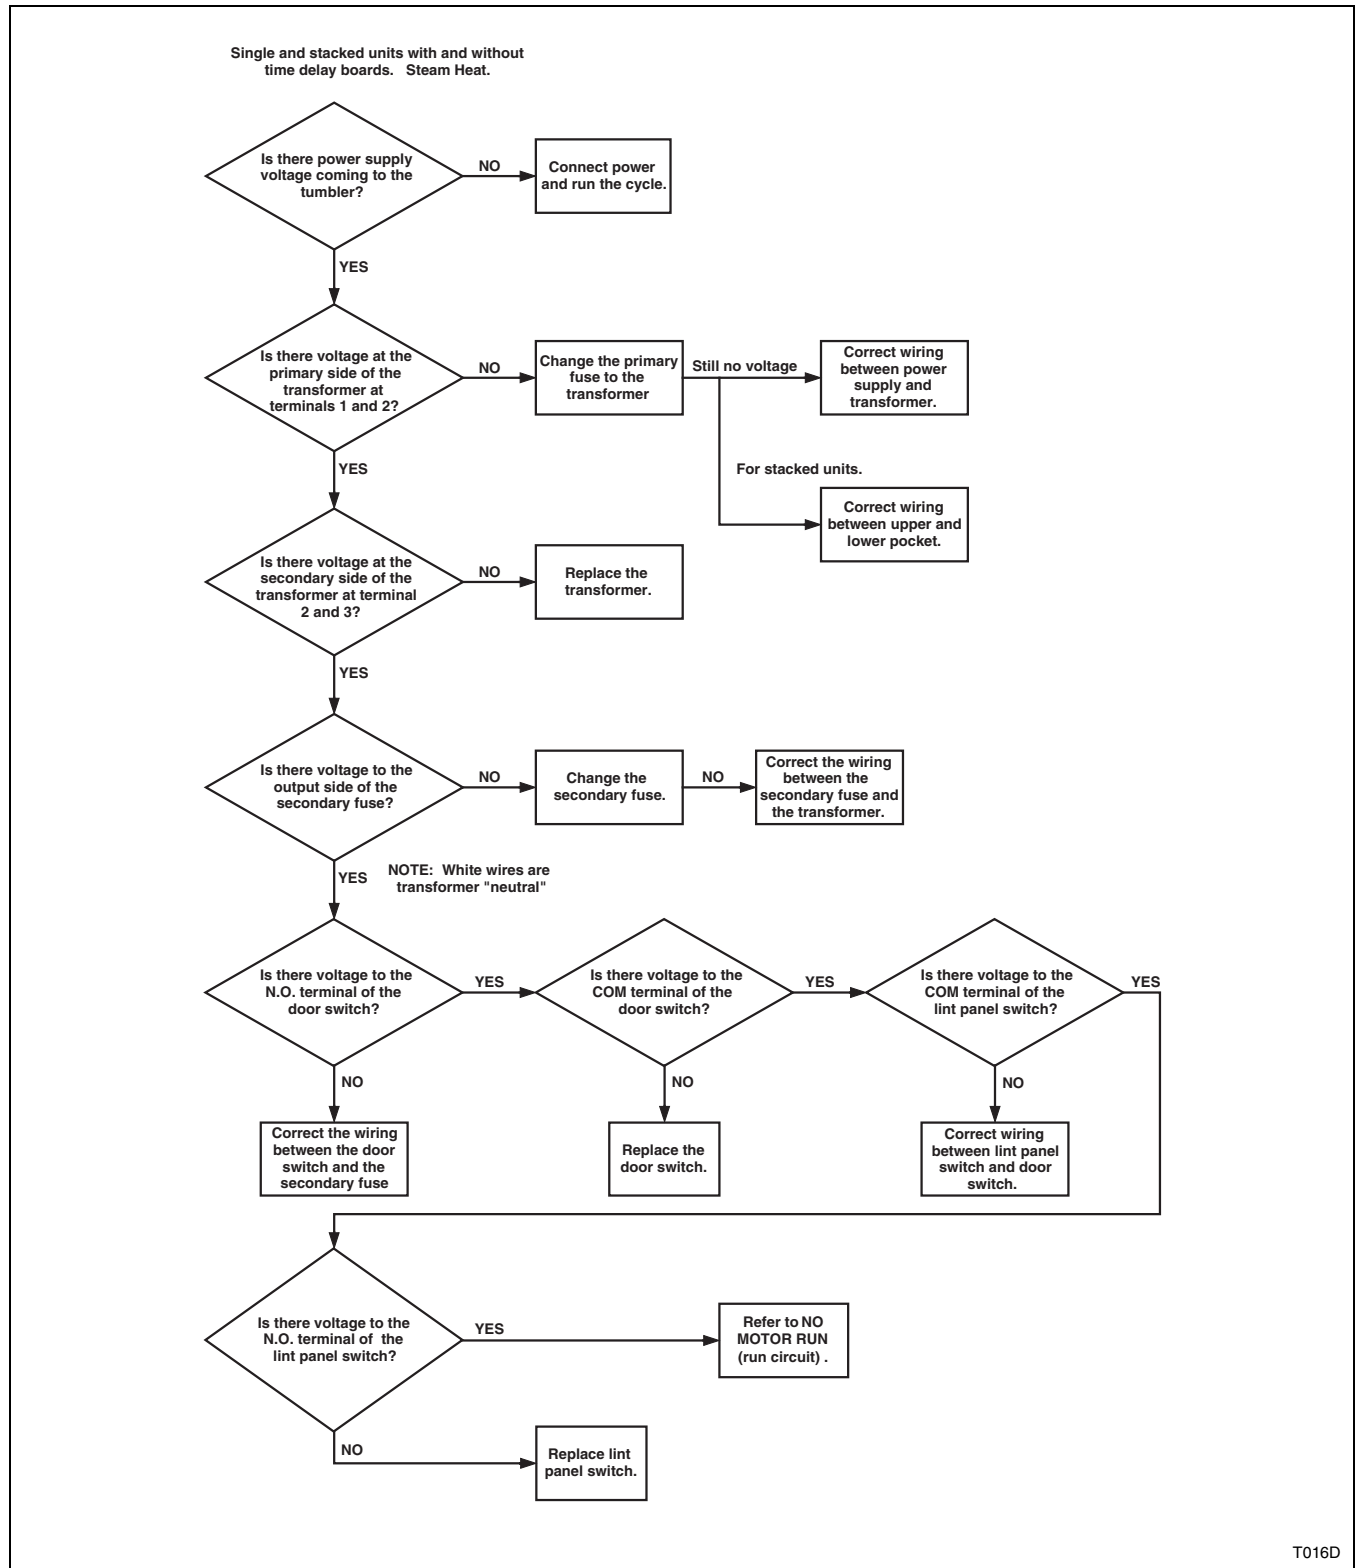 Single and stacked units with and without
time delay boards. Steam Heat.
Is there power supply
voltage coming to the
tumbler?
NO
Connect power
and run the cycle.
YES
Is there voltage at the
primary side of the
transformer at
terminals 1 and 2?
NO
Change the primary
fuse to the
transformer
Still no voltage
Correct wiring
between power
supply and
transformer.
YES
For stacked units.
Correct wiring
between upper and
lower pocket.
Is there voltage at the
secondary side of the
transformer at terminal
2 and 3?
NO
Replace the
transformer.
YES
Is there voltage to the
output side of the
secondary fuse?
NO
Change the
secondary fuse.
NO
Correct the wiring
between the
secondary fuse and
the transformer.
YES
NOTE: White wires are
transformer "neutral"
Is there voltage to the
N.O. terminal of the
door switch?
YES
Is there voltage to the
COM terminal of the
door switch?
YES
Is there voltage to the
COM terminal of the
lint panel switch?
YES
NO
NO
NO
Correct the wiring
between the door
switch and the
secondary fuse
Replace the
door switch.
Correct wiring
between lint panel
switch and door
switch.
Is there voltage to the
N.O. terminal of the
lint panel switch?
YES
Refer to NO
MOTOR RUN
(run circuit) .
NO
Replace lint
panel switch.
T016D